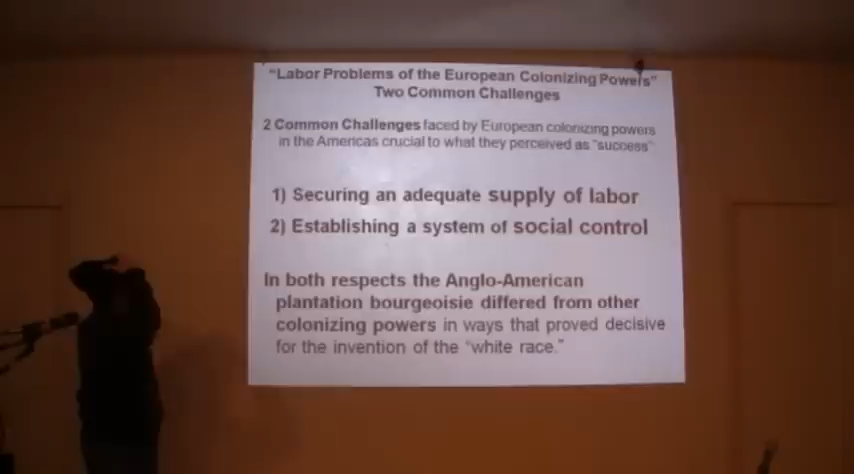 "Labor Problems of the European Colonizing Powers"
Two Common Challenges
2 Common Challenges faced by European colonizing powers
in the Americas crucial to what they perceived as "success"
1) Securing an adequate supply of labor
2) Establishing a system of social control
In both respects the Anglo-American
plantation bourgeoisie differed from other
colonizing powers in ways that proved decisive
for the invention of the "white race."